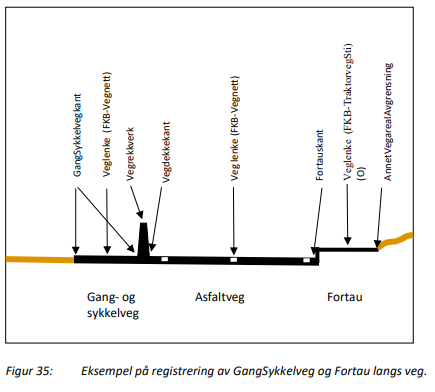 GangSykkelvegkant
Veglenke (FKB-Vegnett)
Vegrekkverk
Vegdekkekant
Veglenke (FKB-Vegnett)
Fortauskant
Veglenke (FKB-TraktorvegSti)
(O)
AnnetVegarealAvgrensning
Gang- og
sykkelveg
Asfaltveg
Fortau
Figur 35: Eksempel på registrering av GangSykkelveg og Fortau langs veg.